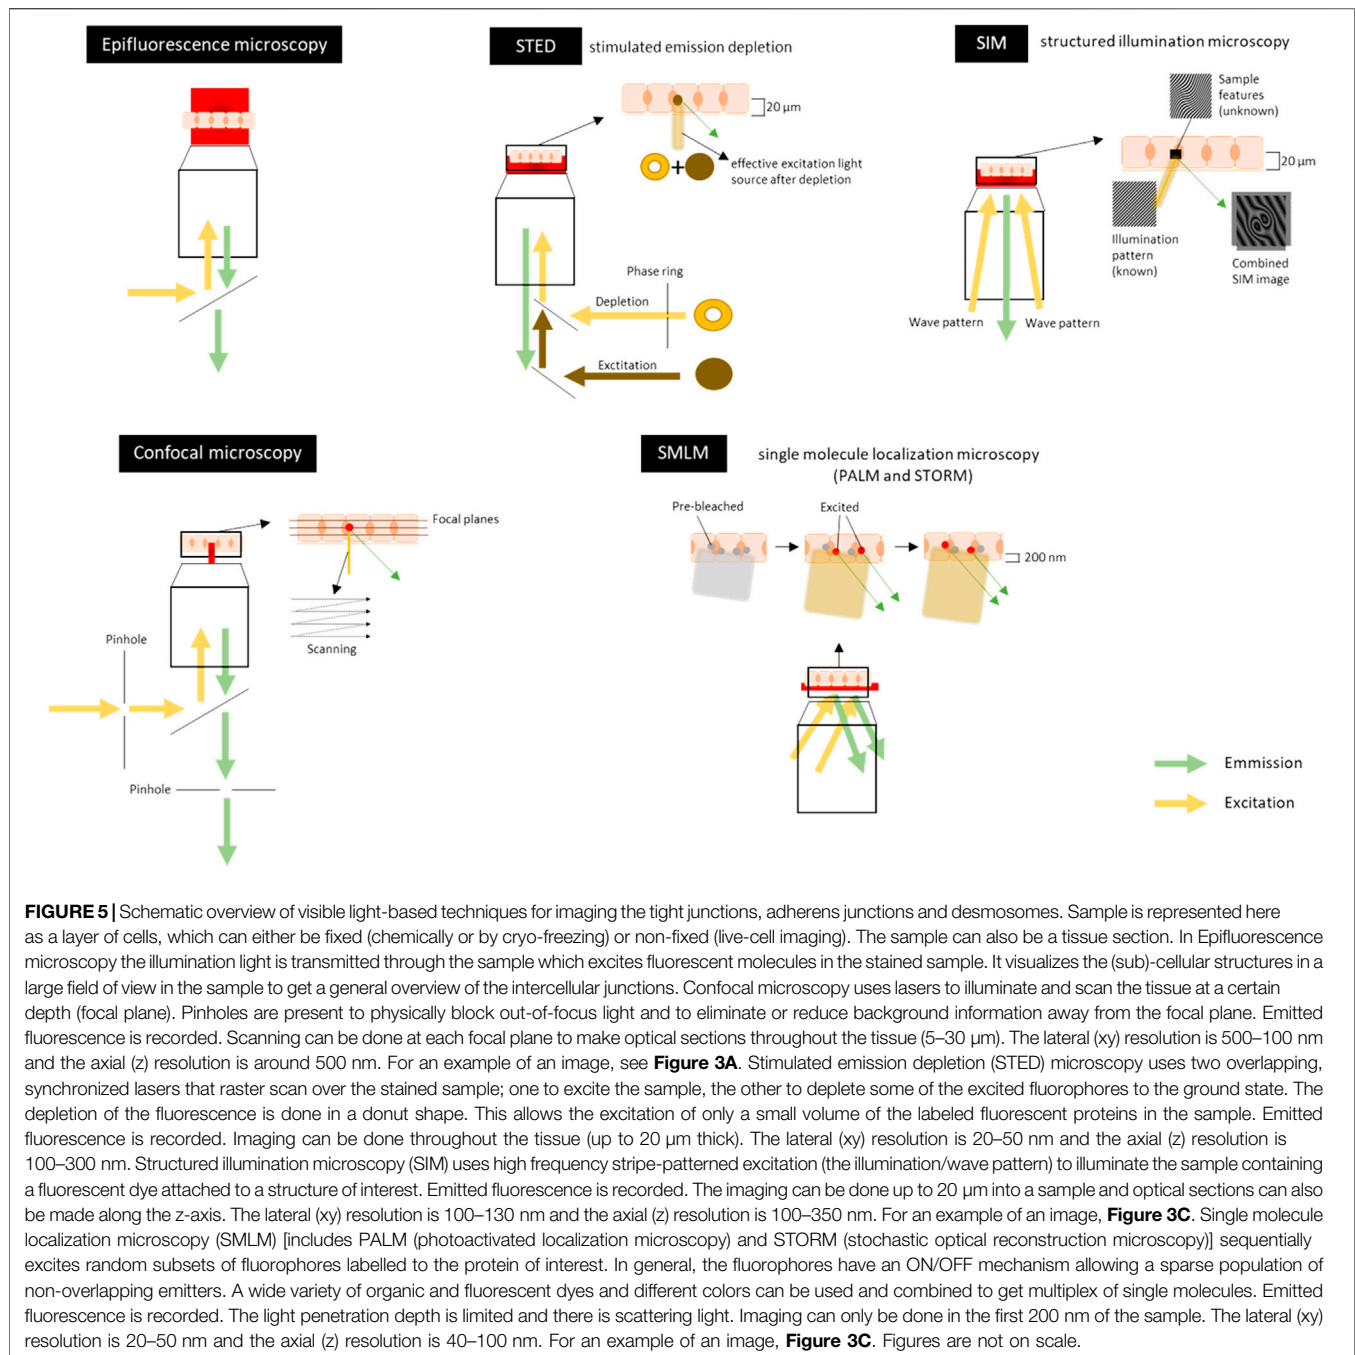 Epifluorescence microscopy
STED
stimulated emission depletion
20 µm
effective excitation light
source after depletion
Phase ring
Depletion
Exctitation
SIM
structured illumination microscopy
Sample
features
(unknown)
20 µm
Illumination
pattern
(known)
Combined
SIM image
Wave pattern
Wave pattern
Confocal microscopy
Focal planes
Scanning
Pinhole
Pinhole
SMLM
single molecule localization microscopy
(PALM and STORM)
Pre-bleached
Excited
200 nm
Emmission
Excitation
FIGURE 5 | Schematic overview of visible light-based techniques for imaging the tight junctions, adherens junctions and desmosomes. Sample is represented here
as a layer of cells, which can either be fixed (chemically or by cryo-freezing) or non-fixed (live-cell imaging). The sample can also be a tissue section. In Epifluorescence
microscopy the illumination light is transmitted through the sample which excites fluorescent molecules in the stained sample. It visualizes the (sub)-cellular structures in a
large field of view in the sample to get a general overview of the intercellular junctions. Confocal microscopy uses lasers to illuminate and scan the tissue at a certain
depth (focal plane). Pinholes are present to physically block out-of-focus light and to eliminate or reduce background information away from the focal plane. Emitted
fluorescence is recorded. Scanning can be done at each focal plane to make optical sections throughout the tissue (5–30 µm). The lateral (xy) resolution is 500–100 nm
and the axial (z) resolution is around 500 nm. For an example of an image, see Figure 3A. Stimulated emission depletion (STED) microscopy uses two overlapping,
synchronized lasers that raster scan over the stained sample; one to excite the sample, the other to deplete some of the excited fluorophores to the ground state. The
depletion of the fluorescence is done in a donut shape. This allows the excitation of only a small volume of the labeled fluorescent proteins in the sample. Emitted
fluorescence is recorded. Imaging can be done throughout the tissue (up to 20 µm thick). The lateral (xy) resolution is 20–50 nm and the axial (z) resolution is
100–300 nm. Structured illumination microscopy (SIM) uses high frequency stripe-patterned excitation (the illumination/wave pattern) to illuminate the sample containing
a fluorescent dye attached to a structure of interest. Emitted fluorescence is recorded. The imaging can be done up to 20 µm into a sample and optical sections can also
be made along the z-axis. The lateral (xy) resolution is 100–130 nm and the axial (z) resolution is 100–350 nm. For an example of an image, Figure 3C. Single molecule
localization microscopy (SMLM) [includes PALM (photoactivated localization microscopy) and STORM (stochastic optical reconstruction microscopy)] sequentially
excites random subsets of fluorophores labelled to the protein of interest. In general, the fluorophores have an ON/OFF mechanism allowing a sparse population of
non-overlapping emitters. A wide variety of organic and fluorescent dyes and different colors can be used and combined to get multiplex of single molecules. Emitted
fluorescence is recorded. The light penetration depth is limited and there is scattering light. Imaging can only be done in the first 200 nm of the sample. The lateral (xy)
resolution is 20–50 nm and the axial (z) resolution is 40–100 nm. For an example of an image, Figure 3C. Figures are not on scale.